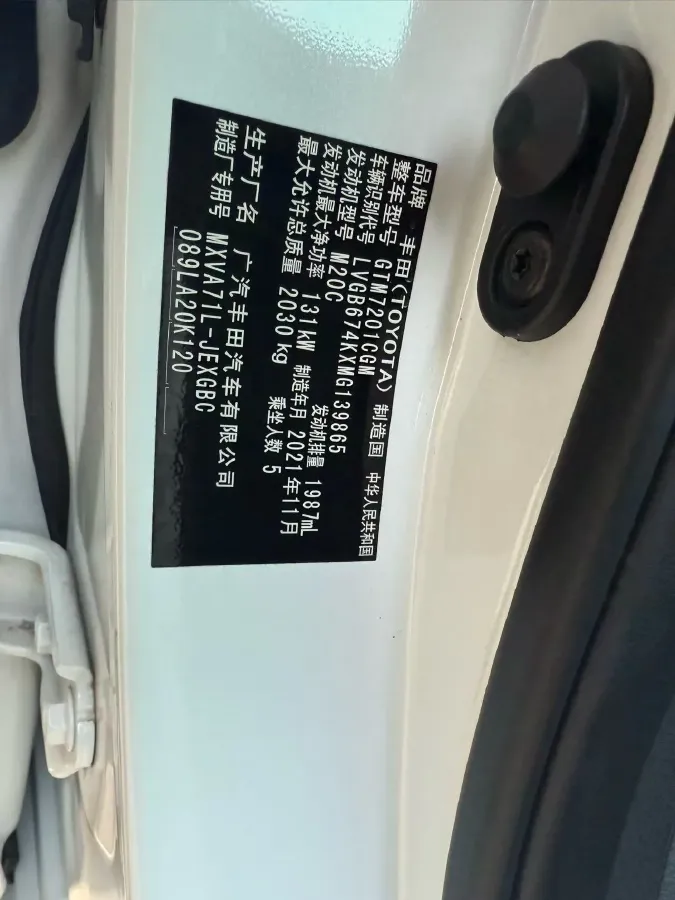 品牌 丰田(TOYOTA) 制造国 中华人民共和国
整车型号 GTM7201CGM
车辆识别代号 LVGB674KXMG139865
发动机型号 M20C 发动机排量 1987mL
发动机最大净功率 131kW 制造年月 2021年11月
最大允许总质量 2030kg 乘坐人数 5
生产厂名 广汽丰田汽车有限公司
制造厂专用号 MXVA71L-JEXGBC
089LA20K120